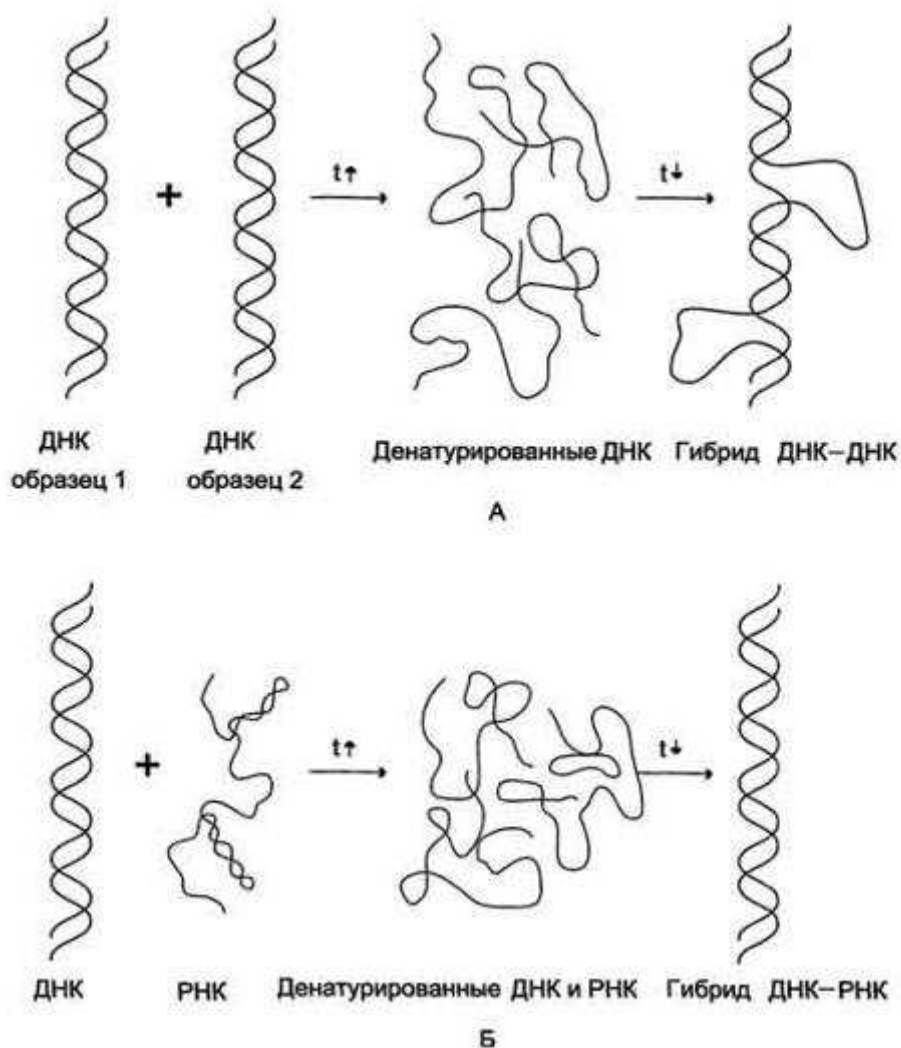 +
t↑
t↓
ДНК
образец 1
ДНК
образец 2
Денатурированные ДНК
Гибрид ДНК–ДНК
А
+
t↑
t↓
ДНК
РНК
Денатурированные ДНК и РНК
Гибрид ДНК–РНК
Б